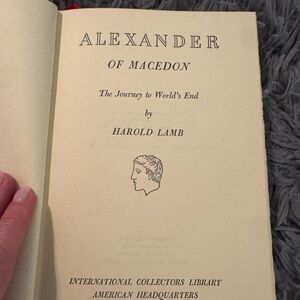 ALEXANDER
OF MACEDON
The Journey to World's End
by
HAROLD LAMB
INTERNATIONAL COLLECTORS LIBRARY
AMERICAN HEADQUARTERS